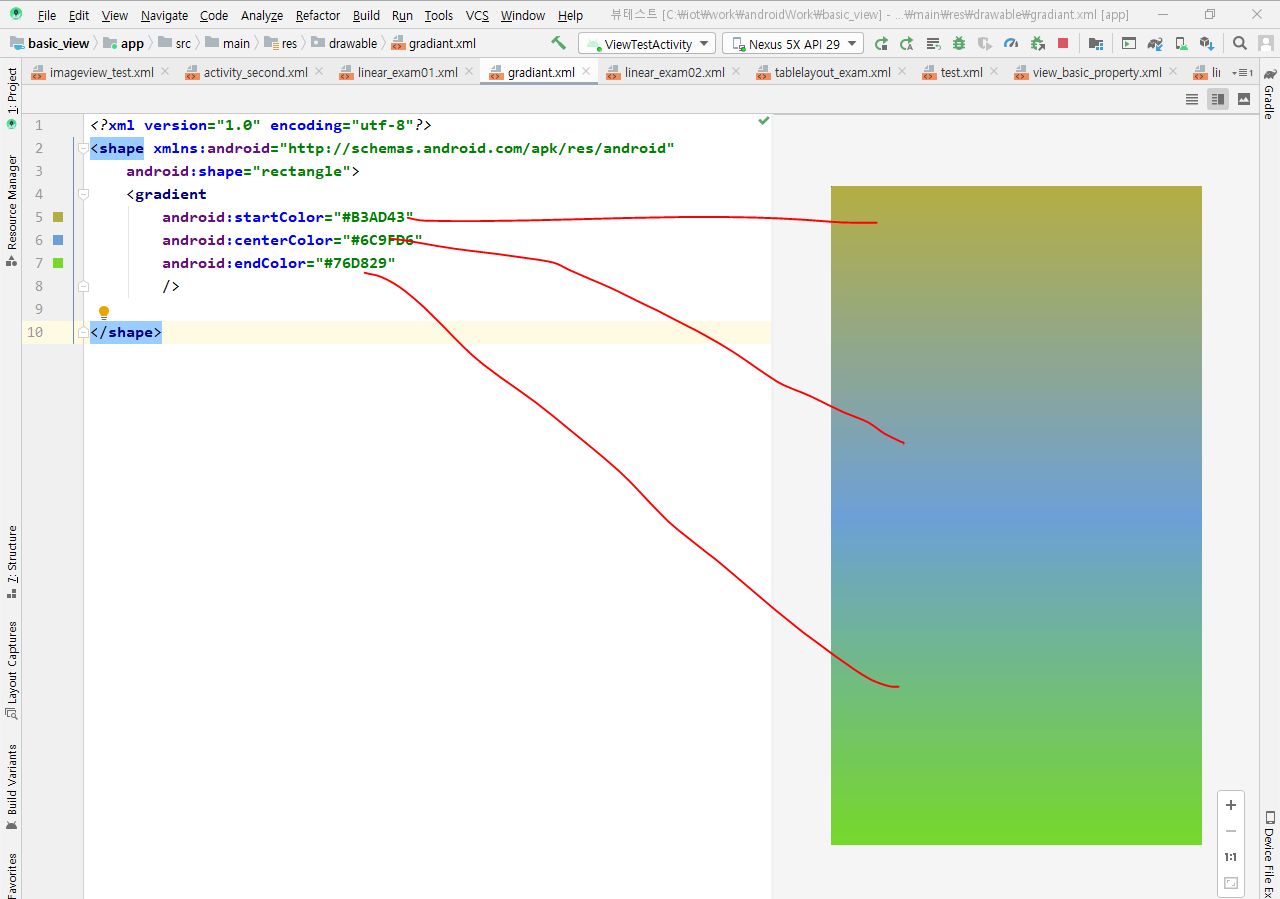 File Edit View Navigate Code Analyze Refactor Build Run Tools VCS Window Help 뷰테스트 [C:₩iot₩work₩androidWork₩basic_view] - ...₩main₩res₩drawable₩gradiant.xml [app]
basic_view app src main res drawable gradiant.xml ViewTestActivity Nexus 5X API 29
imageview_test.xml activity_second.xml linear_exam01.xml gradiant.xml linear_exam02.xml tablelayout_exam.xml test.xml view_basic_property.xml li
1: Project
Resource Manager
7: Structure
Layout Captures
Build Variants
Favorites
1 <?xml version="1.0" encoding="utf-8"?>
2 <shape xmlns:android="http://schemas.android.com/apk/res/android"
3 android:shape="rectangle">
4 <gradient
5 android:startColor="#B3AD43"
6 android:centerColor="#6C9FD6"
7 android:endColor="#76D829"
8 />
9
10 </shape>
1:1
Gradle
Device File Ex